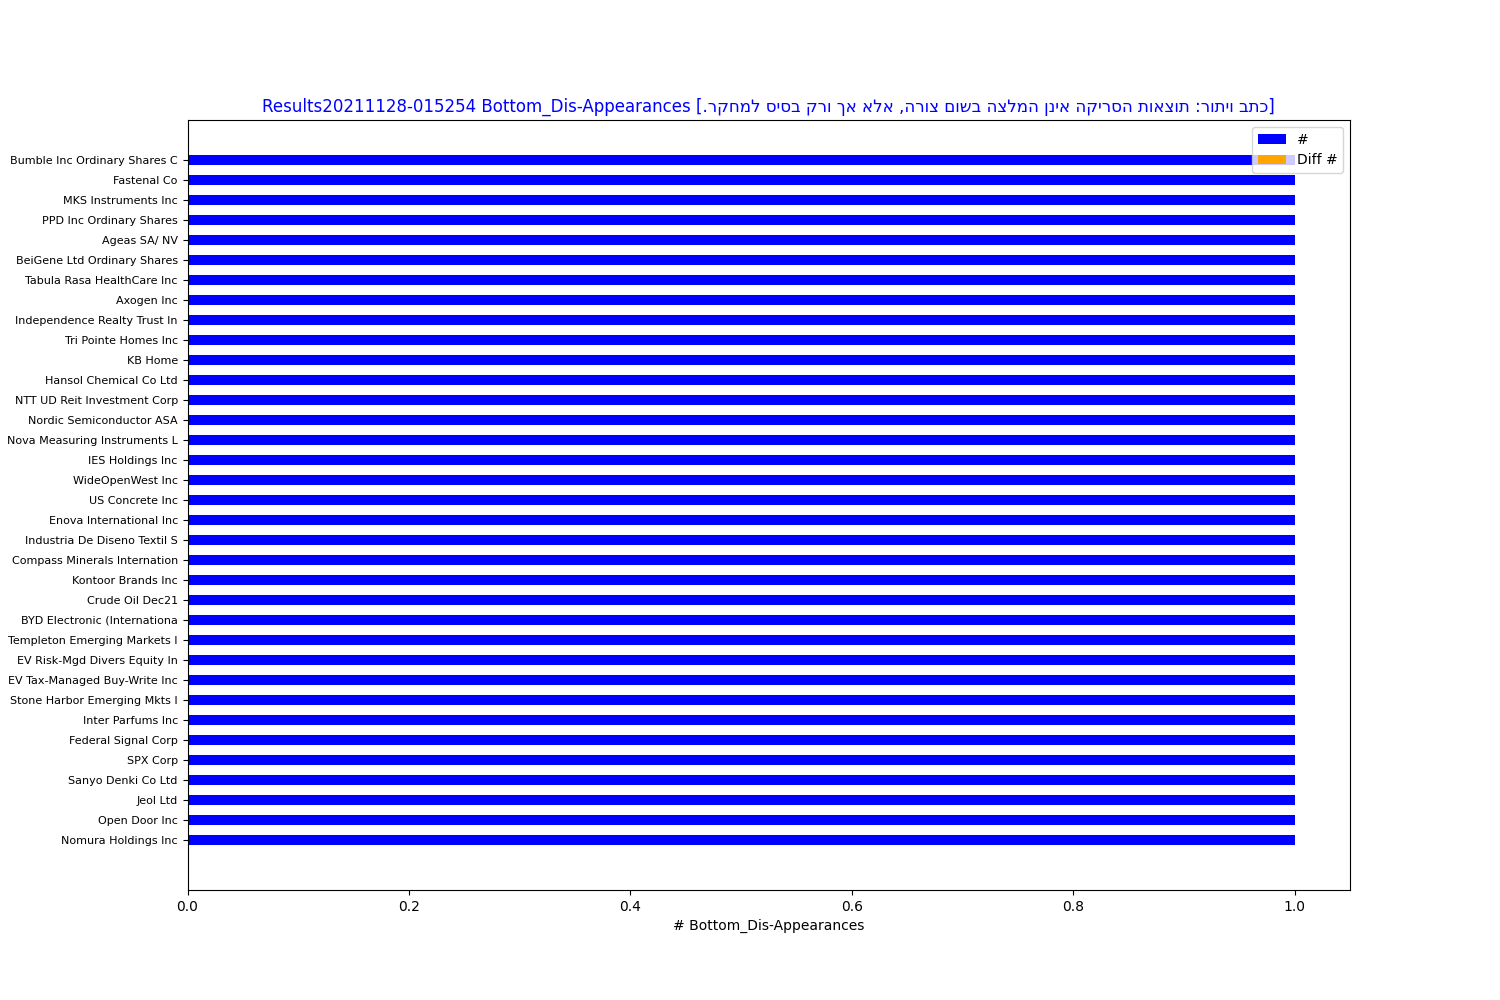 Results20211128-015254 Bottom_Dis-Appearances [כתב ויתור: תוצאות הסריקה אינן המלצה בשום צורה, אלא אך ורק בסיס למחקר.]
#
Diff #
Bumble Inc Ordinary Shares C
Fastenal Co
MKS Instruments Inc
PPD Inc Ordinary Shares
Ageas SA/ NV
BeiGene Ltd Ordinary Shares
Tabula Rasa HealthCare Inc
Axogen Inc
Independence Realty Trust In
Tri Pointe Homes Inc
KB Home
Hansol Chemical Co Ltd
NTT UD Reit Investment Corp
Nordic Semiconductor ASA
Nova Measuring Instruments L
IES Holdings Inc
WideOpenWest Inc
US Concrete Inc
Enova International Inc
Industria De Diseno Textil S
Compass Minerals Internation
Kontoor Brands Inc
Crude Oil Dec21
BYD Electronic (Internationa
Templeton Emerging Markets I
EV Risk-Mgd Divers Equity In
EV Tax-Managed Buy-Write Inc
Stone Harbor Emerging Mkts I
Inter Parfums Inc
Federal Signal Corp
SPX Corp
Sanyo Denki Co Ltd
Jeol Ltd
Open Door Inc
Nomura Holdings Inc
0.0 0.2 0.4 0.6 0.8 1.0
# Bottom_Dis-Appearances